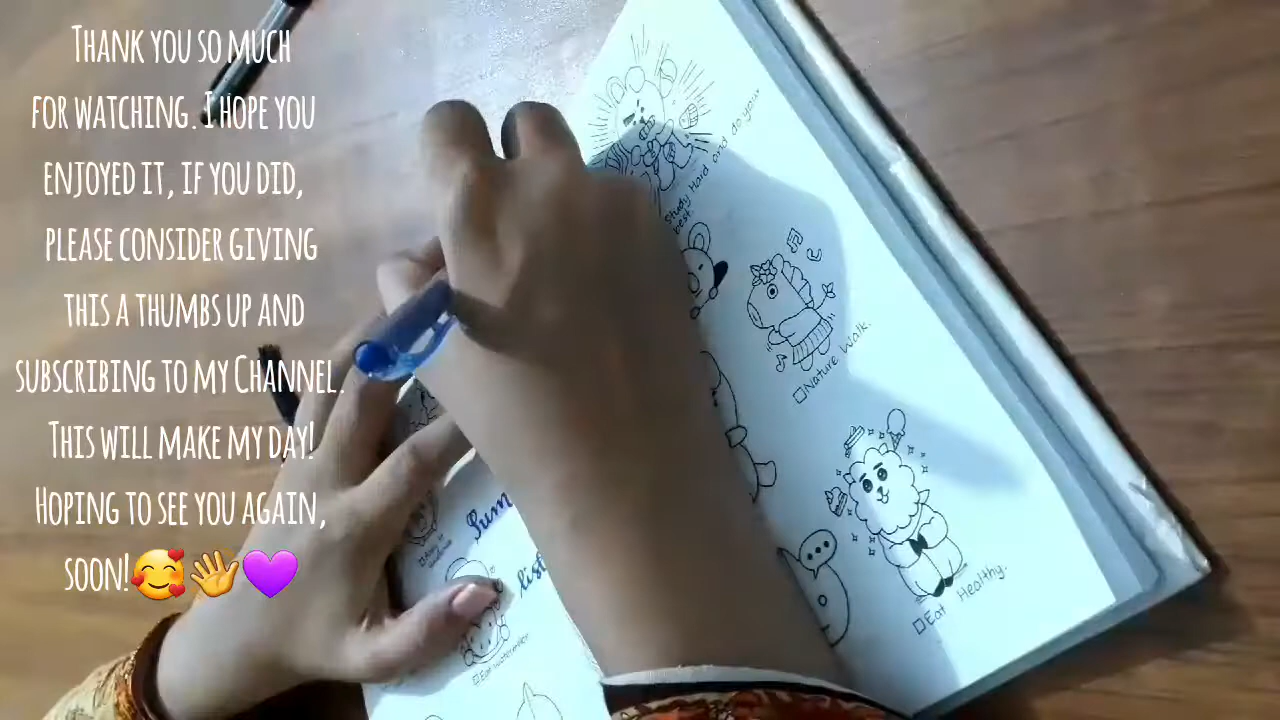 Thank you so much
for watching. I hope you
enjoyed it, if you did,
please consider giving
this a thumbs up and
subscribing to my Channel.
This will make my day!
Hoping to see you again,
soon!🥰👋💜
Study Hard and do your
best
Nature Walk.
Eat Healthy.
Sum
list
Eat watermelon